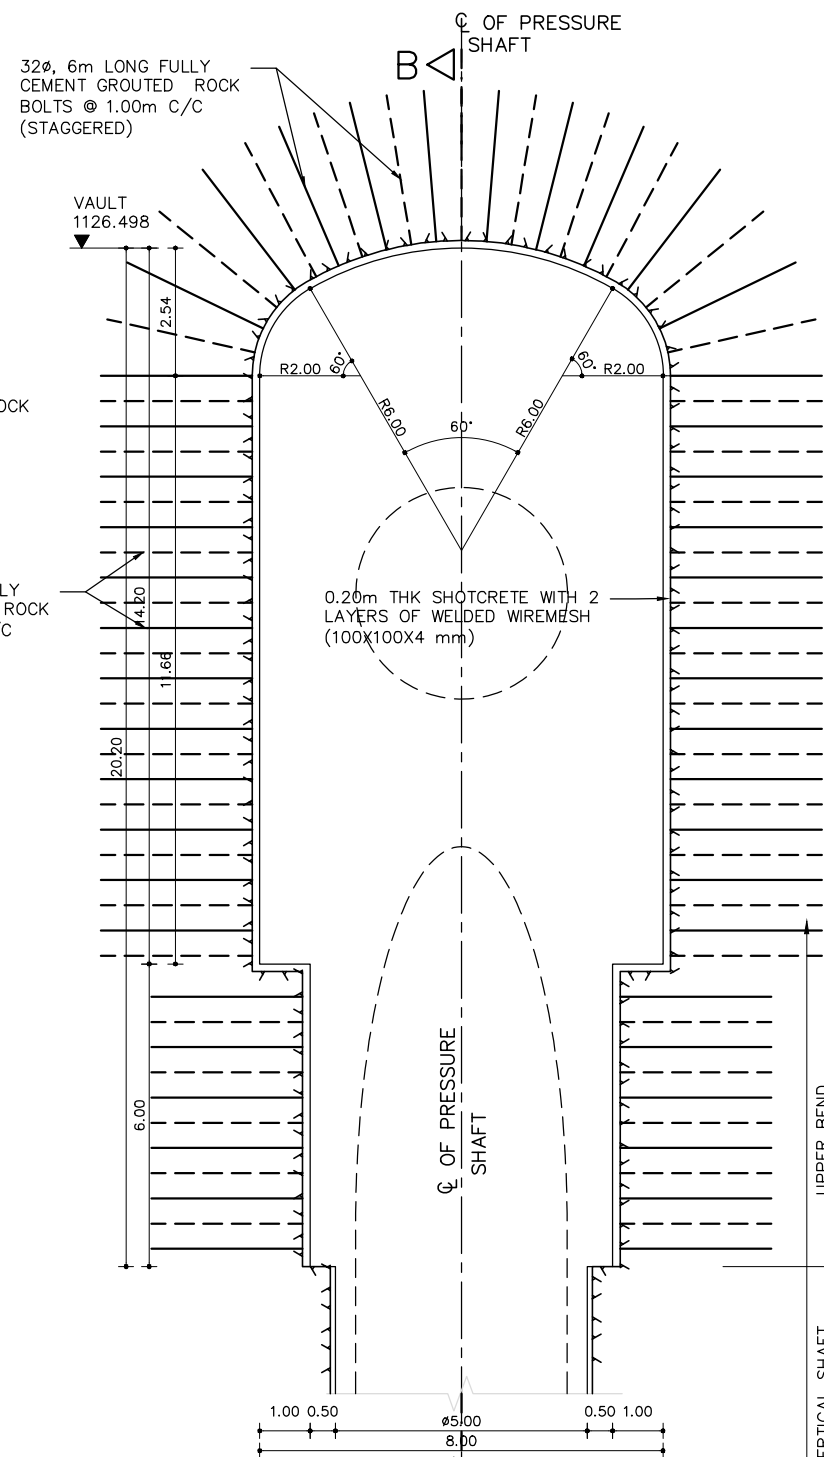 ℄ OF PRESSURE
SHAFT
B
32ø, 6m LONG FULLY
CEMENT GROUTED ROCK
BOLTS @ 1.00m C/C
(STAGGERED)
VAULT
1126.498
2.54
R2.00
60°
60°
R2.00
R6.00
60°
R6.00
OCK
LY
ROCK
/C
0.20m THK SHOTCRETE WITH 2
LAYERS OF WELDED WIREMESH
(100X100X4 mm)
14.20
11.66
20.20
6.00
℄ OF PRESSURE
SHAFT
UPPER BEND
ERTICAL SHAFT
1.00 0.50 ø5.00 0.50 1.00
8.00